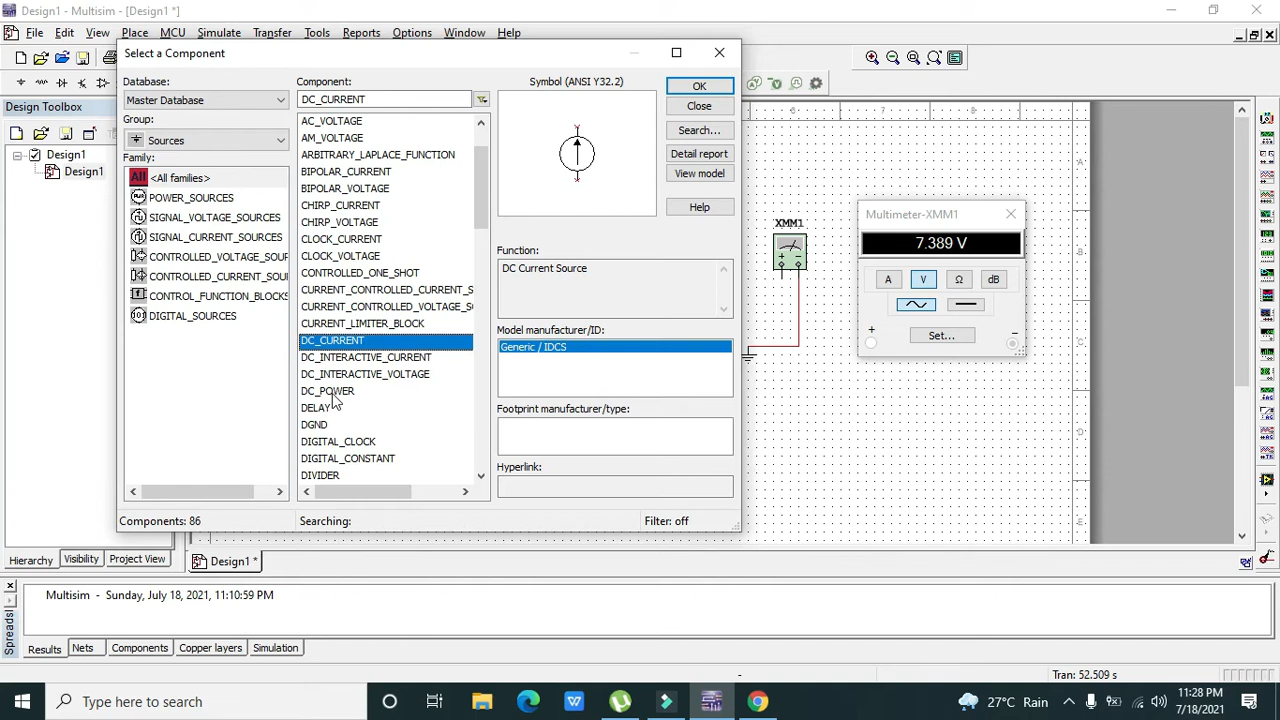 Design1 - Multisim - [Design1 *]
File Edit View Place MCU Simulate Transfer Tools Reports Options Window Help
Select a Component
Design Toolbox
Design1
Design1
Database:
Master Database
Group:
Sources
Family:
All <All families>
POWER_SOURCES
SIGNAL_VOLTAGE_SOURCES
SIGNAL_CURRENT_SOURCES
CONTROLLED_VOLTAGE_SOUR
CONTROLLED_CURRENT_SOUR
CONTROL_FUNCTION_BLOCKS
DIGITAL_SOURCES
Component:
DC_CURRENT
AC_VOLTAGE
AM_VOLTAGE
ARBITRARY_LAPLACE_FUNCTION
BIPOLAR_CURRENT
BIPOLAR_VOLTAGE
CHIRP_CURRENT
CHIRP_VOLTAGE
CLOCK_CURRENT
CLOCK_VOLTAGE
CONTROLLED_ONE_SHOT
CURRENT_CONTROLLED_CURRENT_S
CURRENT_CONTROLLED_VOLTAGE_S
CURRENT_LIMITER_BLOCK
DC_CURRENT
DC_INTERACTIVE_CURRENT
DC_INTERACTIVE_VOLTAGE
DC_POWER
DELAY
DGND
DIGITAL_CLOCK
DIGITAL_CONSTANT
DIVIDER
Symbol (ANSI Y32.2)
OK
Close
Search...
Detail report
View model
Help
Function:
DC Current Source
Model manufacturer/ID:
Generic / IDCS
Footprint manufacturer/type:
Hyperlink:
Components: 86 Searching: Filter: off
6 7 8
A
B
C
D
E
XMM1
Multimeter-XMM1
7.389 V
A V Ω dB
+ Set... -
Hierarchy Visibility Project View
Design1 *
Multisim - Sunday, July 18, 2021, 11:10:59 PM
Results Nets Components Copper layers Simulation
- Tran: 52.509 s
Type here to search
27°C Rain
11:28 PM
7/18/2021